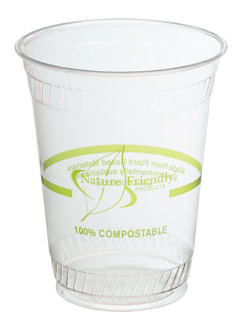 Made from Plant Based Materials
Nature Friendly
PRODUCTS
100% COMPOSTABLE